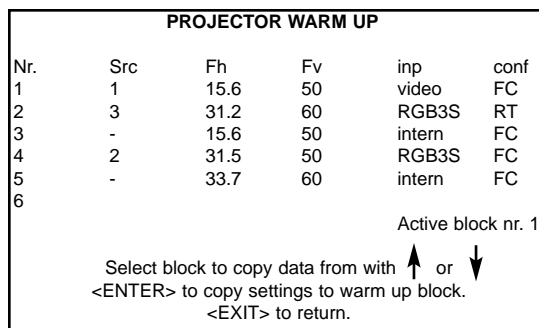 PROJECTOR WARM UP
Nr. Src Fh Fv inp conf
1 1 15.6 50 video FC
2 3 31.2 60 RGB3S RT
3 - 15.6 50 intern FC
4 2 31.5 50 RGB3S FC
5 - 33.7 60 intern FC
6
Active block nr. 1
Select block to copy data from with ↑ or ↓
<ENTER> to copy settings to warm up block.
<EXIT> to return.